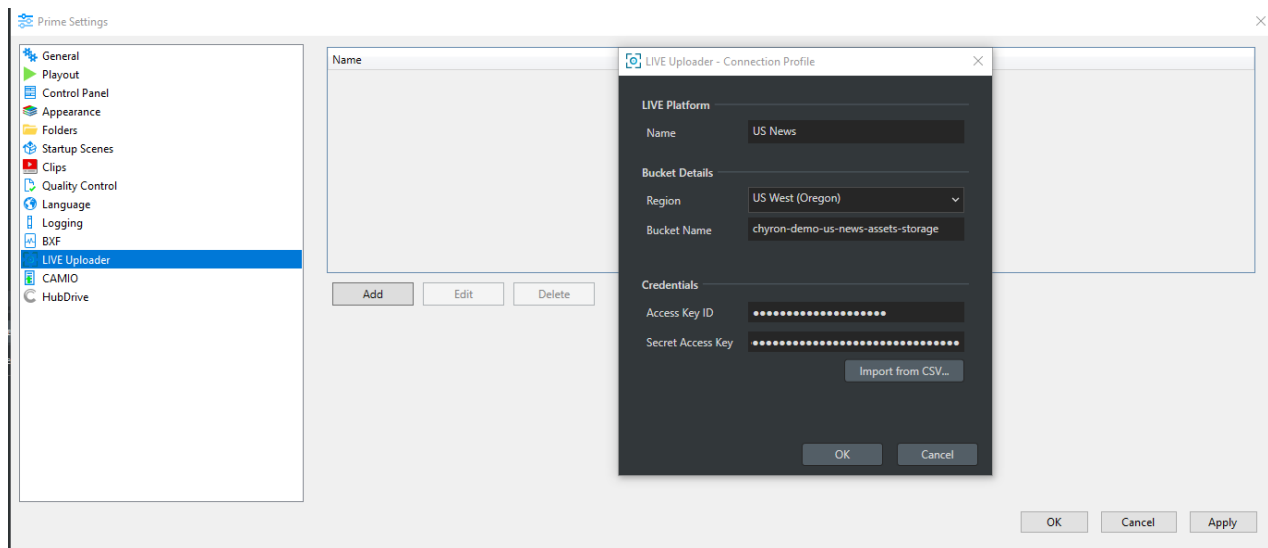 Prime Settings
General
Playout
Control Panel
Appearance
Folders
Startup Scenes
Clips
Quality Control
Language
Logging
BXF
LIVE Uploader
CAMIO
HubDrive
Name
Add
Edit
Delete
LIVE Uploader - Connection Profile
LIVE Platform
Name US News
Bucket Details
Region US West (Oregon)
Bucket Name chyron-demo-us-news-assets-storage
Credentials
Access Key ID ••••••••••••••••••••
Secret Access Key •••••••••••••••••••••••••••••••
Import from CSV...
OK Cancel
OK Cancel Apply